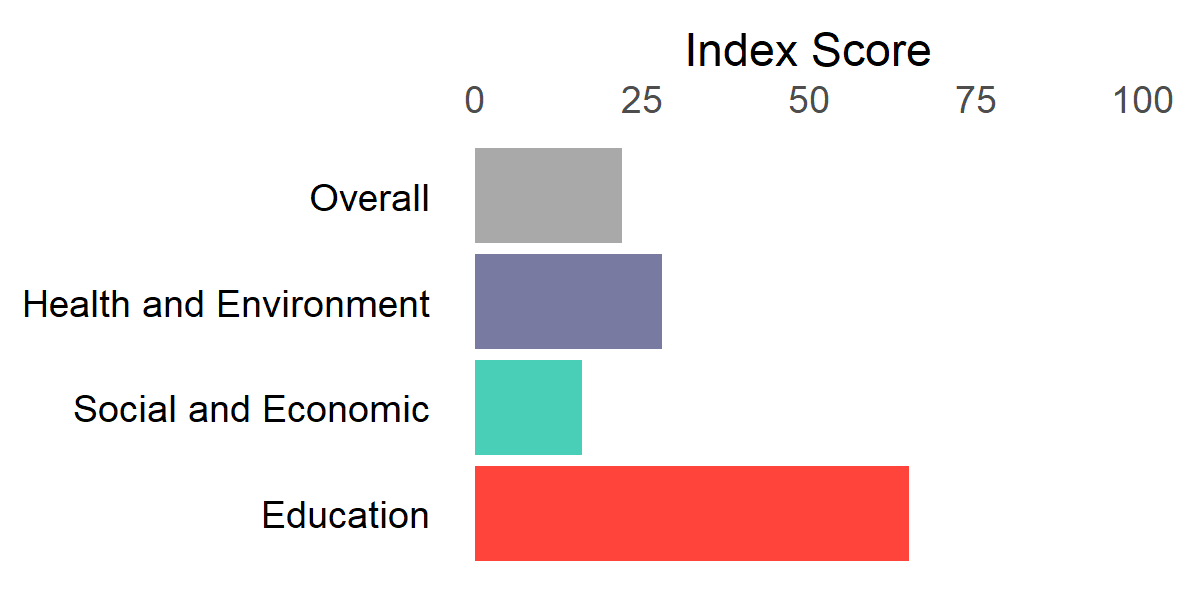 Index Score
0 25 50 75 100
Overall
Health and Environment
Social and Economic
Education